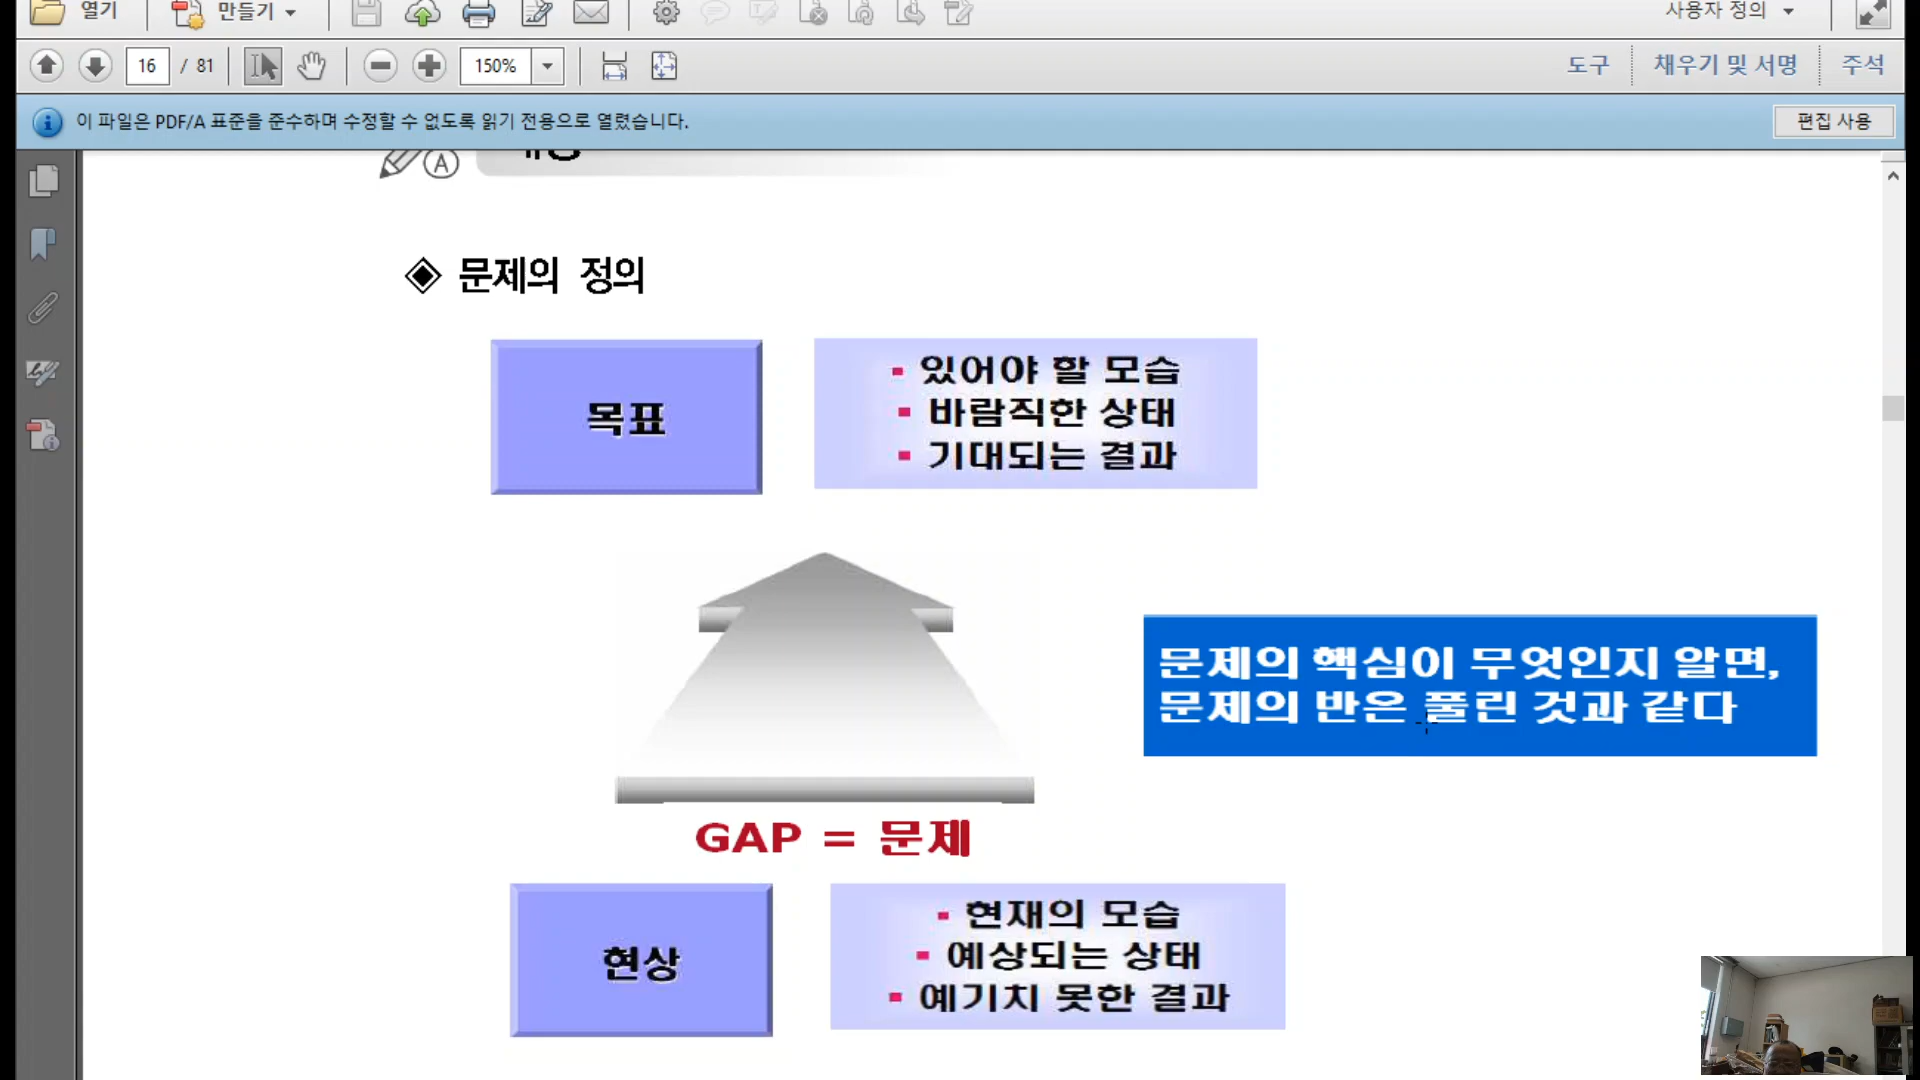 열기 만들기 사용자 정의
16 / 81 150% 도구 채우기 및 서명 주석
이 파일은 PDF/A 표준을 준수하며 수정할 수 없도록 읽기 전용으로 열렸습니다. 편집 사용
A
◈ 문제의 정의
목표
▪ 있어야 할 모습
▪ 바람직한 상태
▪ 기대되는 결과
문제의 핵심이 무엇인지 알면,
문제의 반은 풀린 것과 같다
GAP = 문제
현상
▪ 현재의 모습
▪ 예상되는 상태
▪ 예기치 못한 결과